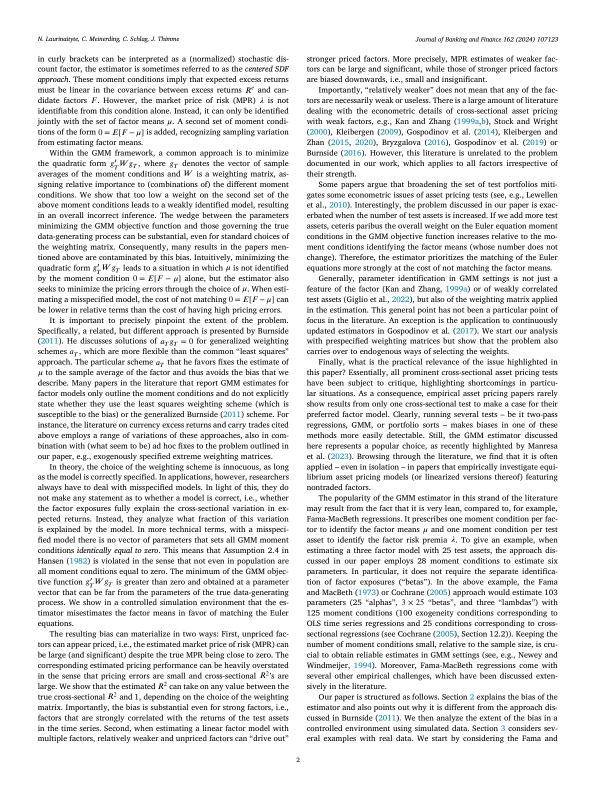 N. Laurinaityte, C. Meinerding, C. Schlag, J. Thimme
Journal of Banking and Finance 162 (2024) 107123
in curly brackets can be interpreted as a (normalized) stochastic dis-
count factor, the estimator is sometimes referred to as the centered SDF
approach. These moment conditions imply that expected excess returns
must be linear in the covariance between excess returns Rᵉ and can-
didate factors F. However, the market price of risk (MPR) λ is not
identifiable from this condition alone. Instead, it can only be identified
jointly with the set of factor means μ. A second set of moment condi-
tions of the form 0 = E[F − μ] is added, recognizing sampling variation
from estimating factor means.
Within the GMM framework, a common approach is to minimize
the quadratic form g′_T W g_T, where g_T denotes the vector of sample
averages of the moment conditions and W is a weighting matrix, as-
signing relative importance to (combinations of) the different moment
conditions. We show that too low a weight on the second set of the
above moment conditions leads to a weakly identified model, resulting
in an overall incorrect inference. The wedge between the parameters
minimizing the GMM objective function and those governing the true
data-generating process can be substantial, even for standard choices of
the weighting matrix. Consequently, many results in the papers men-
tioned above are contaminated by this bias. Intuitively, minimizing the
quadratic form g′_T W g_T leads to a situation in which μ is not identified
by the moment condition 0 = E[F − μ] alone, but the estimator also
seeks to minimize the pricing errors through the choice of μ. When esti-
mating a misspecified model, the cost of not matching 0 = E[F − μ] can
be lower in relative terms than the cost of having high pricing errors.
It is important to precisely pinpoint the extent of the problem.
Specifically, a related, but different approach is presented by Burnside
(2011). He discusses solutions of a_T g_T = 0 for generalized weighting
schemes a_T, which are more flexible than the common "least squares"
approach. The particular scheme a_T that he favors fixes the estimate of
μ to the sample average of the factor and thus avoids the bias that we
describe. Many papers in the literature that report GMM estimates for
factor models only outline the moment conditions and do not explicitly
state whether they use the least squares weighting scheme (which is
susceptible to the bias) or the generalized Burnside (2011) scheme. For
instance, the literature on currency excess returns and carry trades cited
above employs a range of variations of these approaches, also in com-
bination with (what seem to be) ad hoc fixes to the problem outlined in
our paper, e.g., exogenously specified extreme weighting matrices.
In theory, the choice of the weighting scheme is innocuous, as long
as the model is correctly specified. In applications, however, researchers
always have to deal with misspecified models. In light of this, they do
not make any statement as to whether a model is correct, i.e., whether
the factor exposures fully explain the cross-sectional variation in ex-
pected returns. Instead, they analyze what fraction of this variation
is explained by the model. In more technical terms, with a misspeci-
fied model there is no vector of parameters that sets all GMM moment
conditions identically equal to zero. This means that Assumption 2.4 in
Hansen (1982) is violated in the sense that not even in population are
all moment conditions equal to zero. The minimum of the GMM objec-
tive function g′_T W g_T is greater than zero and obtained at a parameter
vector that can be far from the parameters of the true data-generating
process. We show in a controlled simulation environment that the es-
timator misestimates the factor means in favor of matching the Euler
equations.
The resulting bias can materialize in two ways: First, unpriced fac-
tors can appear priced, i.e., the estimated market price of risk (MPR) can
be large (and significant) despite the true MPR being close to zero. The
corresponding estimated pricing performance can be heavily overstated
in the sense that pricing errors are small and cross-sectional R²'s are
large. We show that the estimated R² can take on any value between the
true cross-sectional R² and 1, depending on the choice of the weighting
matrix. Importantly, the bias is substantial even for strong factors, i.e.,
factors that are strongly correlated with the returns of the test assets
in the time series. Second, when estimating a linear factor model with
multiple factors, relatively weaker and unpriced factors can "drive out"
stronger priced factors. More precisely, MPR estimates of weaker fac-
tors can be large and significant, while those of stronger priced factors
are biased downwards, i.e., small and insignificant.
Importantly, "relatively weaker" does not mean that any of the fac-
tors are necessarily weak or useless. There is a large amount of literature
dealing with the econometric details of cross-sectional asset pricing
with weak factors, e.g., Kan and Zhang (1999a,b), Stock and Wright
(2000), Kleibergen (2009), Gospodinov et al. (2014), Kleibergen and
Zhan (2015, 2020), Bryzgalova (2016), Gospodinov et al. (2019) or
Burnside (2016). However, this literature is unrelated to the problem
documented in our work, which applies to all factors irrespective of
their strength.
Some papers argue that broadening the set of test portfolios miti-
gates some econometric issues of asset pricing tests (see, e.g., Lewellen
et al., 2010). Interestingly, the problem discussed in our paper is exac-
erbated when the number of test assets is increased. If we add more test
assets, ceteris paribus the overall weight on the Euler equation moment
conditions in the GMM objective function increases relative to the mo-
ment conditions identifying the factor means (whose number does not
change). Therefore, the estimator prioritizes the matching of the Euler
equations more strongly at the cost of not matching the factor means.
Generally, parameter identification in GMM settings is not just a
feature of the factor (Kan and Zhang, 1999a) or of weakly correlated
test assets (Giglio et al., 2022), but also of the weighting matrix applied
in the estimation. This general point has not been a particular point of
focus in the literature. An exception is the application to continuously
updated estimators in Gospodinov et al. (2017). We start our analysis
with prespecified weighting matrices but show that the problem also
carries over to endogenous ways of selecting the weights.
Finally, what is the practical relevance of the issue highlighted in
this paper? Essentially, all prominent cross-sectional asset pricing tests
have been subject to critique, highlighting shortcomings in particu-
lar situations. As a consequence, empirical asset pricing papers rarely
show results from only one cross-sectional test to make a case for their
preferred factor model. Clearly, running several tests – be it two-pass
regressions, GMM, or portfolio sorts – makes biases in one of these
methods more easily detectable. Still, the GMM estimator discussed
here represents a popular choice, as recently highlighted by Manresa
et al. (2023). Browsing through the literature, we find that it is often
applied – even in isolation – in papers that empirically investigate equi-
librium asset pricing models (or linearized versions thereof) featuring
nontraded factors.
The popularity of the GMM estimator in this strand of the literature
may result from the fact that it is very lean, compared to, for example,
Fama-MacBeth regressions. It prescribes one moment condition per fac-
tor to identify the factor means μ and one moment condition per test
asset to identify the factor risk premia λ. To give an example, when
estimating a three factor model with 25 test assets, the approach dis-
cussed in our paper employs 28 moment conditions to estimate six
parameters. In particular, it does not require the separate identifica-
tion of factor exposures ("betas"). In the above example, the Fama
and MacBeth (1973) or Cochrane (2005) approach would estimate 103
parameters (25 "alphas", 3 × 25 "betas", and three "lambdas") with
125 moment conditions (100 exogeneity conditions corresponding to
OLS time series regressions and 25 conditions corresponding to cross-
sectional regressions (see Cochrane (2005), Section 12.2)). Keeping the
number of moment conditions small, relative to the sample size, is cru-
cial to obtain reliable estimates in GMM settings (see, e.g., Newey and
Windmeijer, 1994). Moreover, Fama-MacBeth regressions come with
several other empirical challenges, which have been discussed exten-
sively in the literature.
Our paper is structured as follows. Section 2 explains the bias of the
estimator and also points out why it is different from the approach dis-
cussed in Burnside (2011). We then analyze the extent of the bias in a
controlled environment using simulated data. Section 3 considers sev-
eral examples with real data. We start by considering the Fama and
2